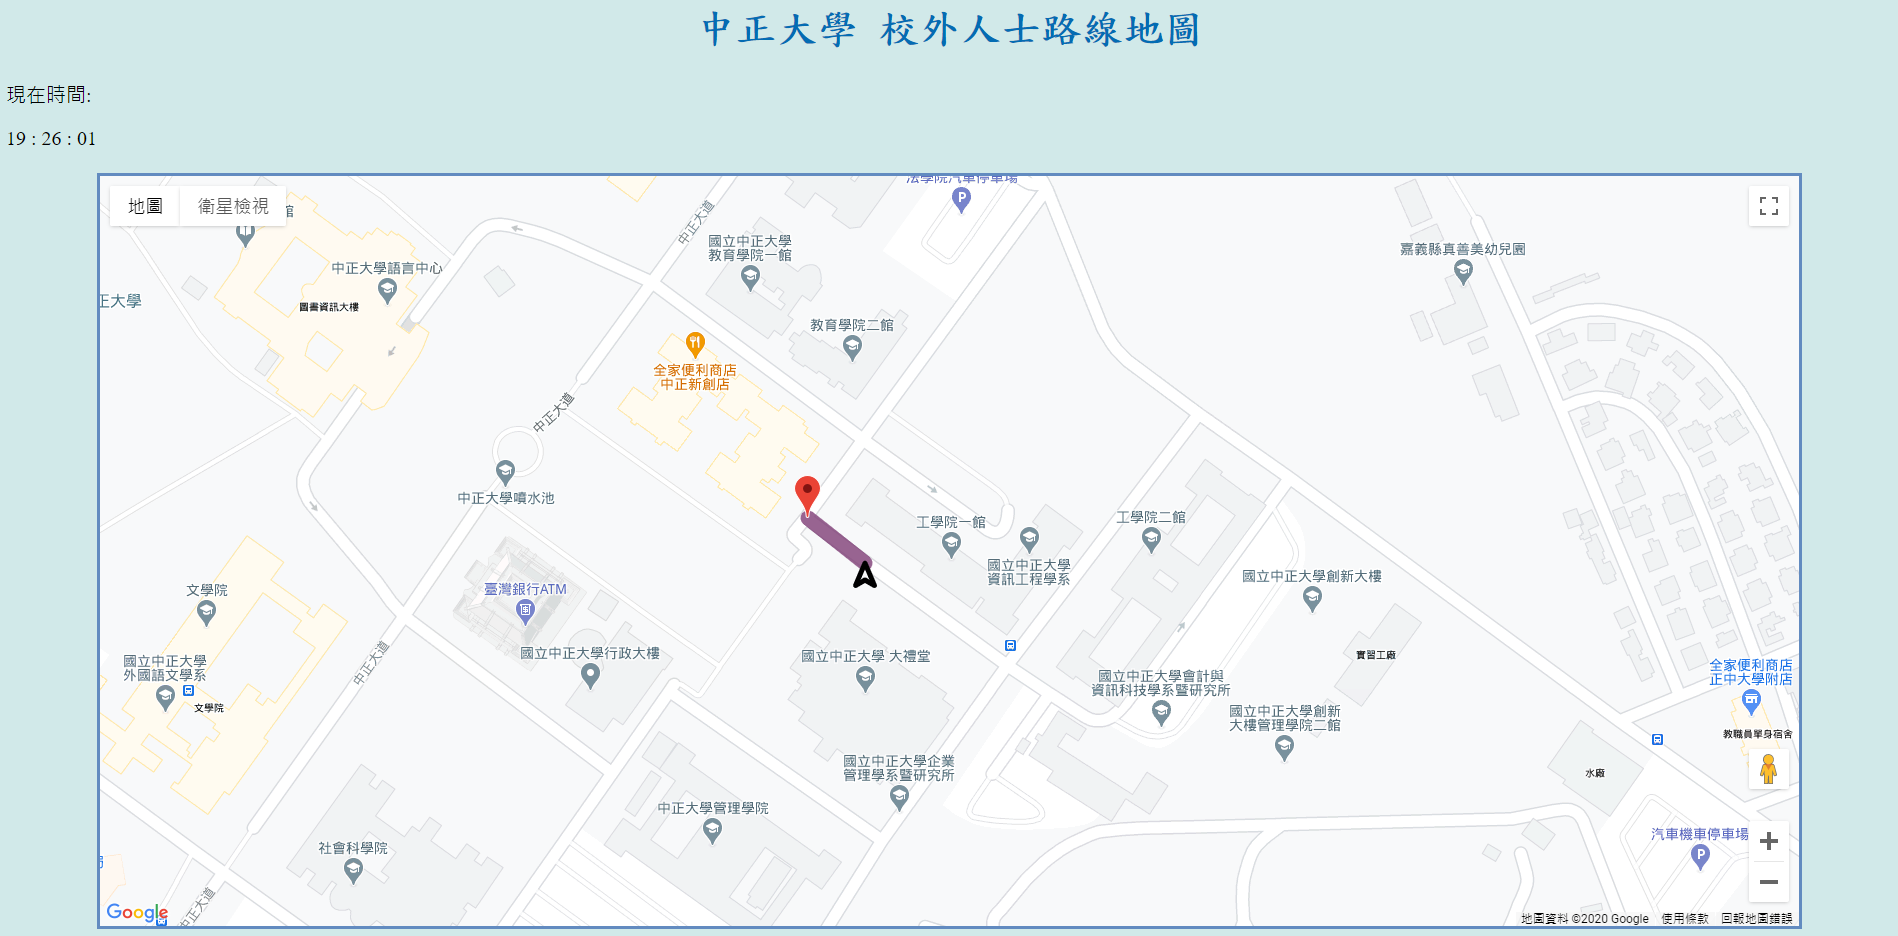 中正大學 校外人士路線地圖
現在時間:
19 : 26 : 01
地圖
衛星檢視
館
法學院汽車停車場
中正大道
國立中正大學
教育學院一館
嘉義縣真善美幼兒園
中正大學語言中心
正大學
圖書資訊大樓
教育學院二館
全家便利商店
中正新創店
中正大道
中正大學噴水池
工學院一館
工學院二館
國立中正大學
資訊工程學系
國立中正大學創新大樓
文學院
臺灣銀行ATM
國立中正大學行政大樓
國立中正大學 大禮堂
實習工廠
國立中正大學
外國語文學系
中正大道
文學院
國立中正大學會計與
資訊科技學系暨研究所
全家便利商店
正中大學附店
國立中正大學創新
大樓管理學院二館
教職員單身宿舍
國立中正大學企業
管理學系暨研究所
水廠
中正大學管理學院
汽車機車停車場
社會科學院
中正大道
Google
地圖資料 ©2020 Google
使用條款
回報地圖錯誤